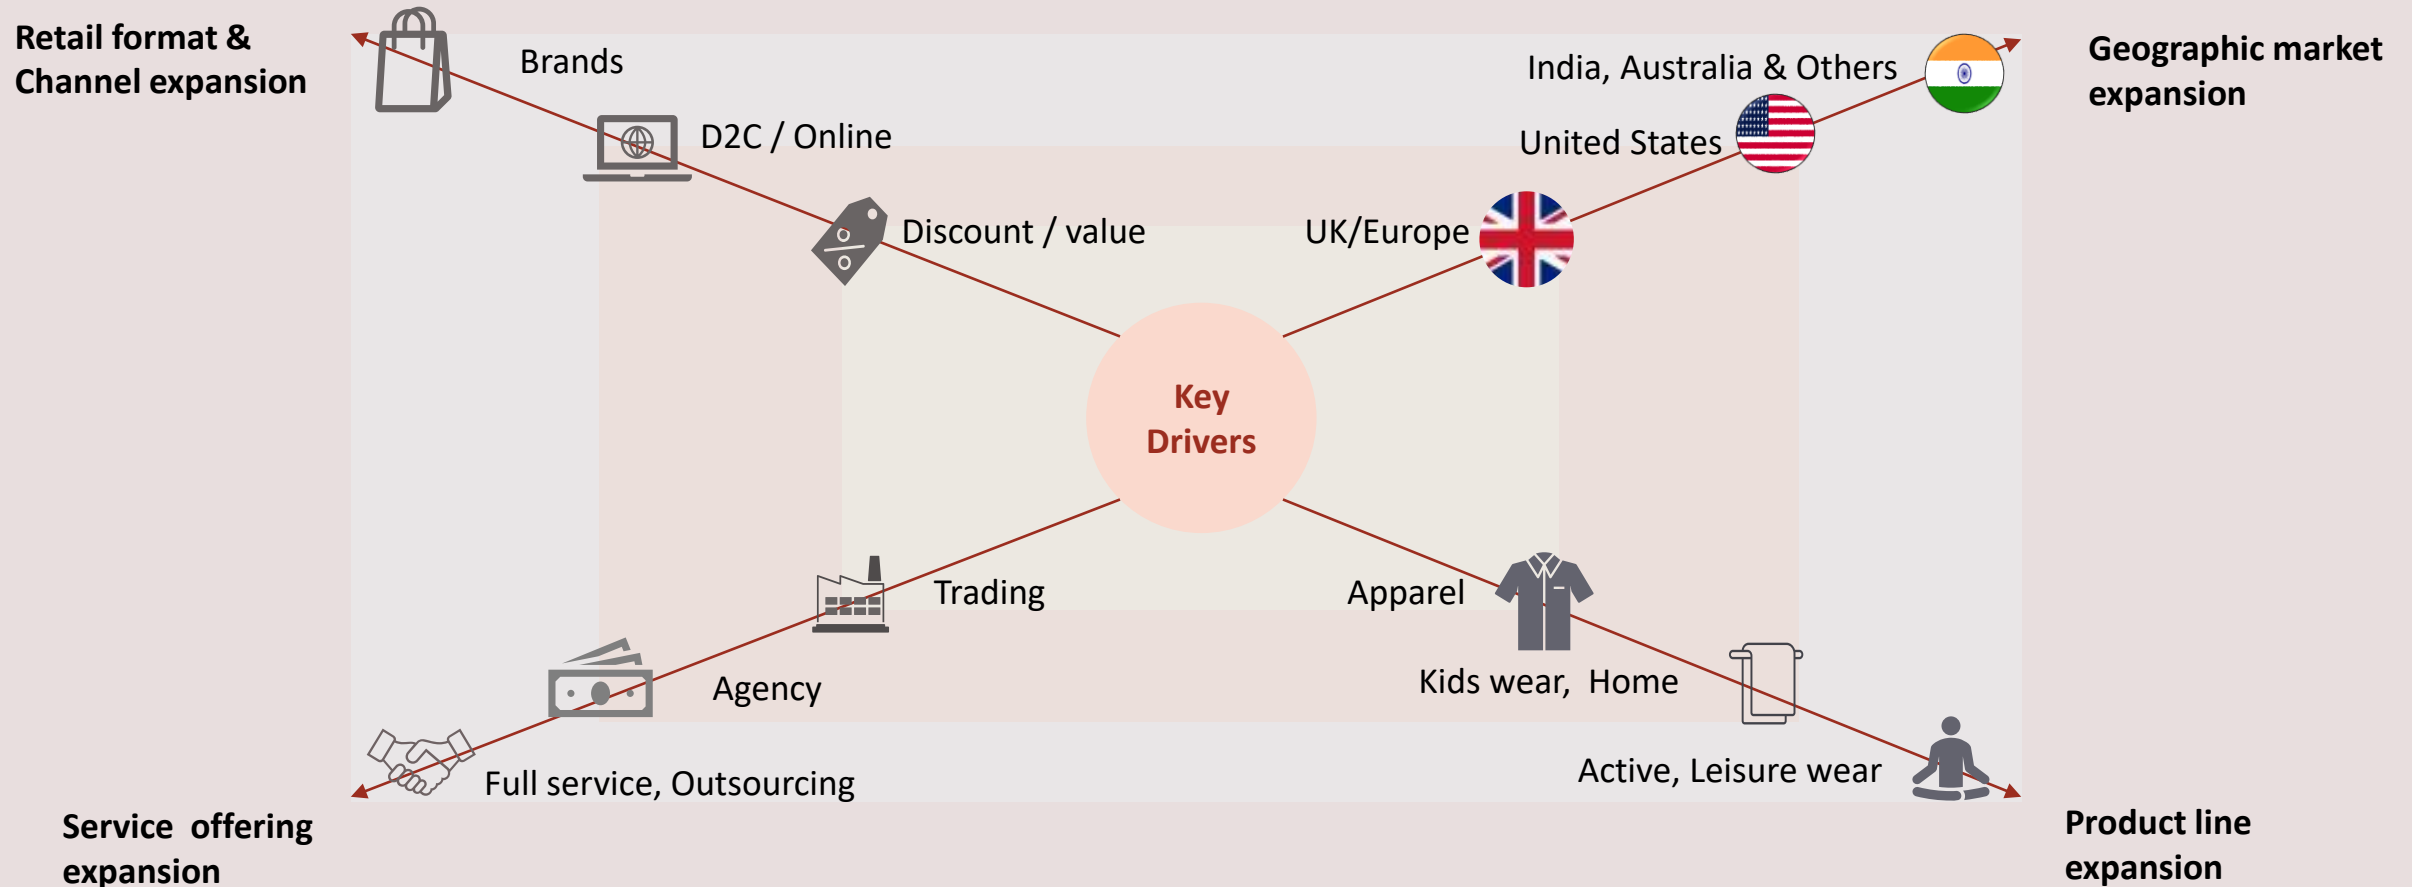 Retail format &
Channel expansion
Brands
India, Australia & Others
Geographic market
expansion
D2C / Online
United States
Discount / value
UK/Europe
Key
Drivers
Trading
Apparel
Agency
Kids wear, Home
Full service, Outsourcing
Active, Leisure wear
Service offering
expansion
Product line
expansion